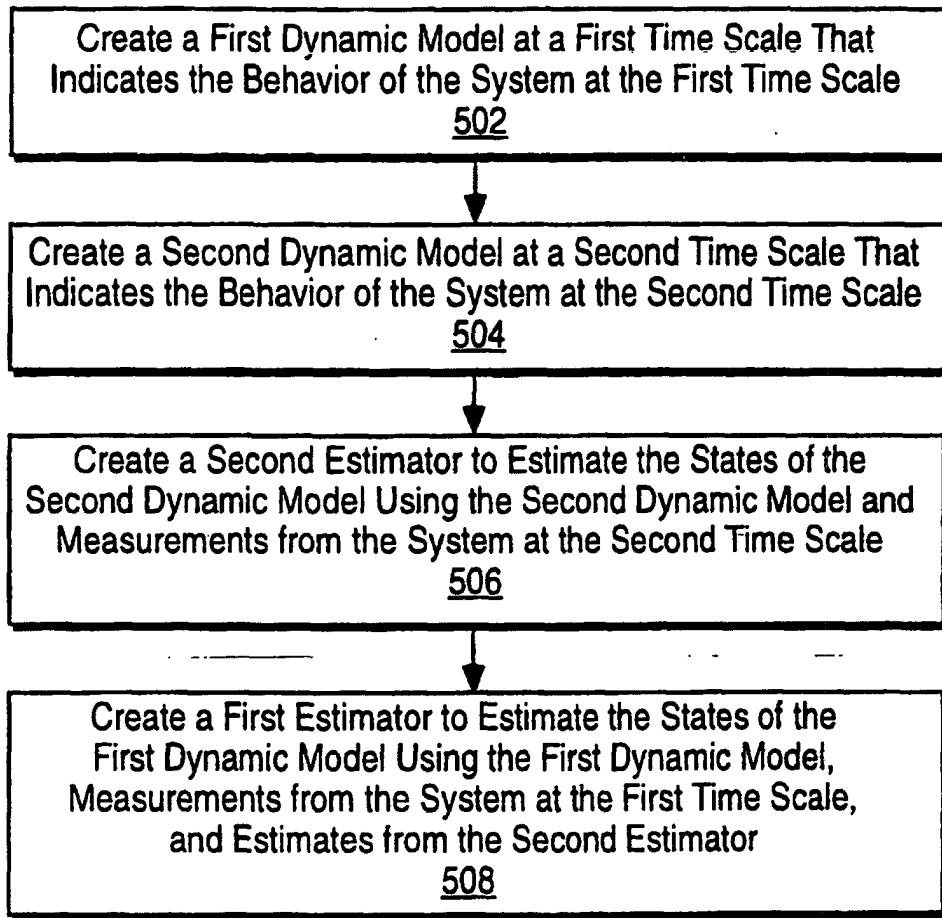 Create a First Dynamic Model at a First Time Scale That
Indicates the Behavior of the System at the First Time Scale
502
Create a Second Dynamic Model at a Second Time Scale That
Indicates the Behavior of the System at the Second Time Scale
504
Create a Second Estimator to Estimate the States of the
Second Dynamic Model Using the Second Dynamic Model and
Measurements from the System at the Second Time Scale
506
Create a First Estimator to Estimate the States of the
First Dynamic Model Using the First Dynamic Model,
Measurements from the System at the First Time Scale,
and Estimates from the Second Estimator
508